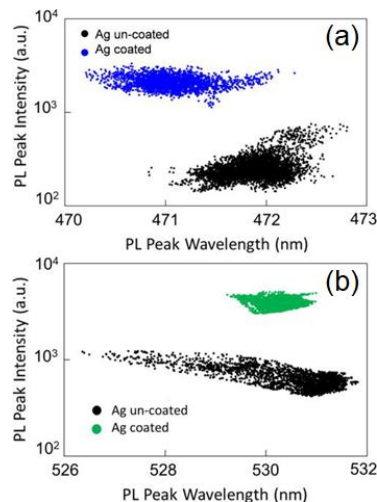 (a)
Ag un-coated
Ag coated
PL Peak Intensity (a.u.)
10⁴
10³
10²
470 471 472 473
PL Peak Wavelength (nm)
(b)
PL Peak Intensity (a.u.)
10⁴
10³
10²
Ag un-coated
Ag coated
526 528 530 532
PL Peak Wavelength (nm)